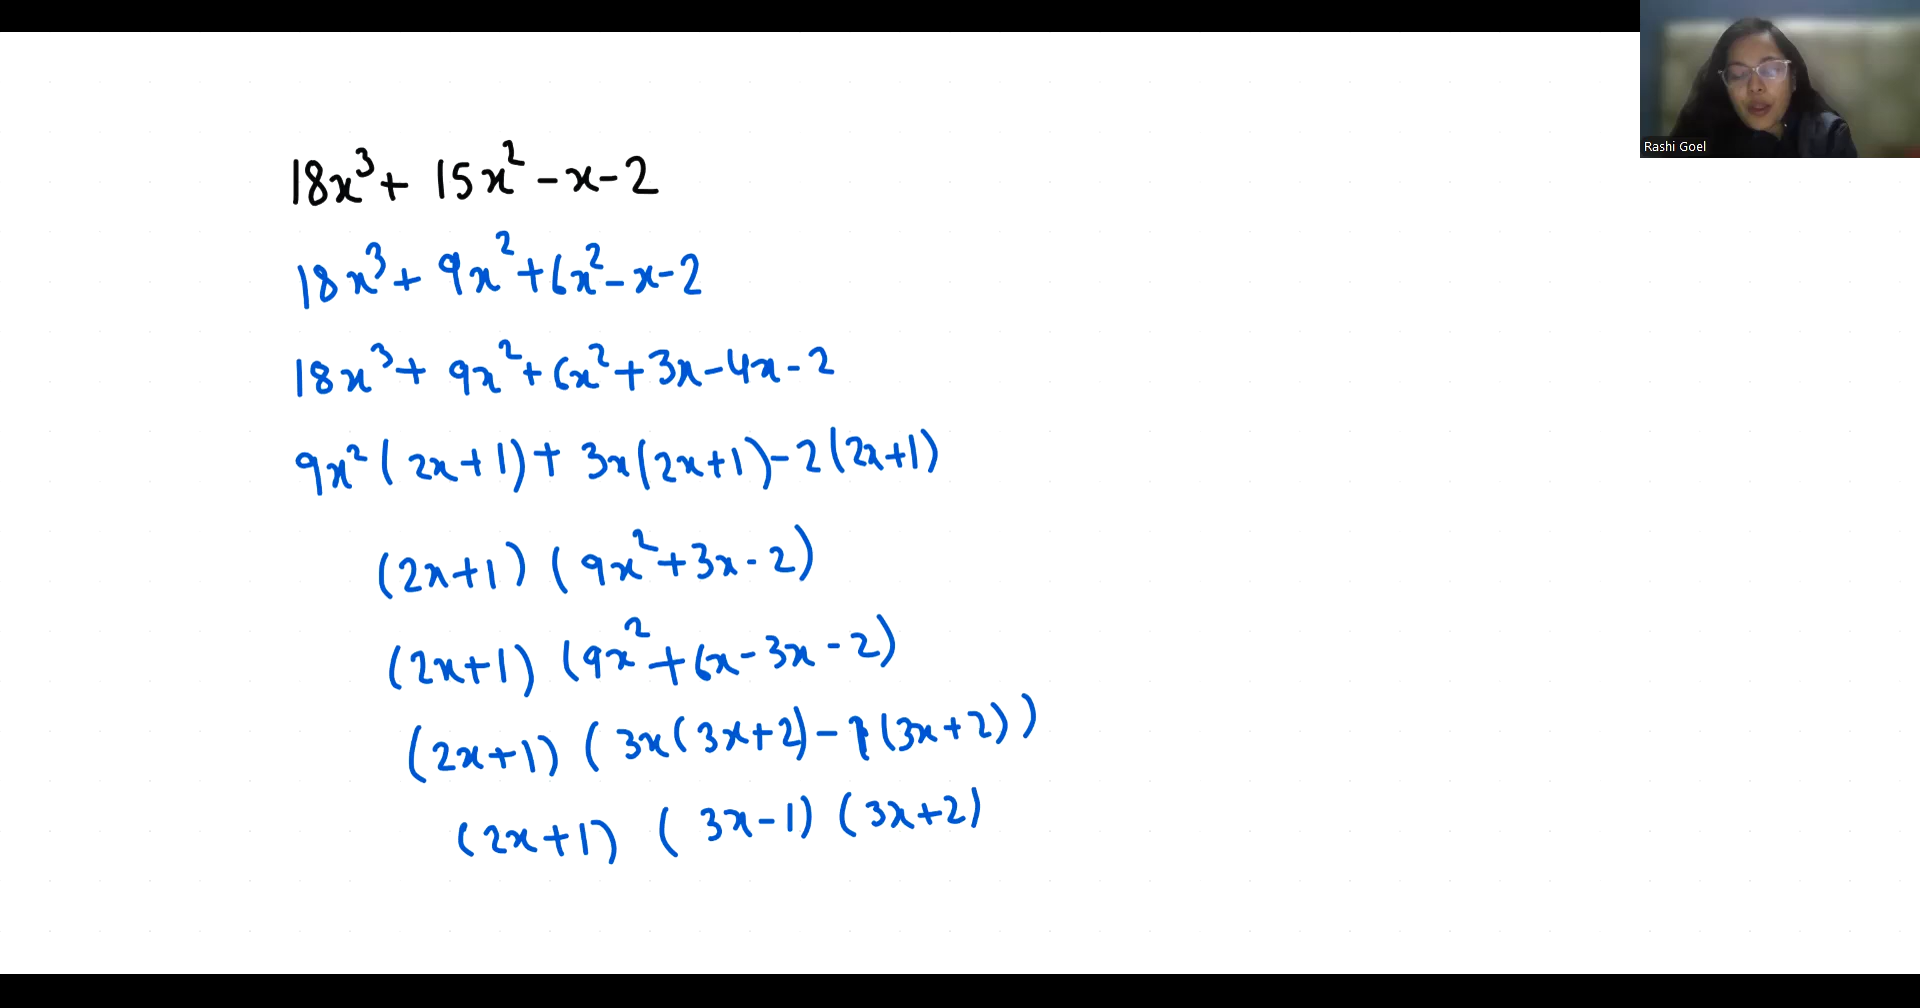 18x³ + 15x² - x - 2
18x³ + 9x² + 6x² - x - 2
18x³ + 9x² + 6x² + 3x - 4x - 2
9x² (2x + 1) + 3x (2x + 1) - 2 (2x + 1)
(2x + 1) (9x² + 3x - 2)
(2x + 1) (9x² + 6x - 3x - 2)
(2x + 1) (3x (3x + 2) - 1 (3x + 2))
(2x + 1) (3x - 1) (3x + 2)
Rashi Goel